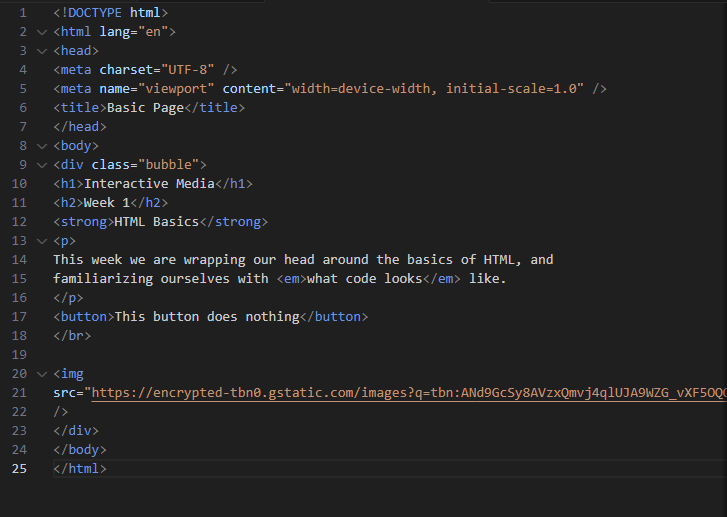 1 <!DOCTYPE html>
2 <html lang="en">
3 <head>
4 <meta charset="UTF-8" />
5 <meta name="viewport" content="width=device-width, initial-scale=1.0" />
6 <title>Basic Page</title>
7 </head>
8 <body>
9 <div class="bubble">
10 <h1>Interactive Media</h1>
11 <h2>Week 1</h2>
12 <strong>HTML Basics</strong>
13 <p>
14 This week we are wrapping our head around the basics of HTML, and
15 familiarizing ourselves with <em>what code looks</em> like.
16 </p>
17 <button>This button does nothing</button>
18 </br>
19
20 <img
21 src="https://encrypted-tbn0.gstatic.com/images?q=tbn:ANd9GcSy8AVzxQmvj4qlUJA9WZG_vXF5OQ
22 />
23 </div>
24 </body>
25 </html>